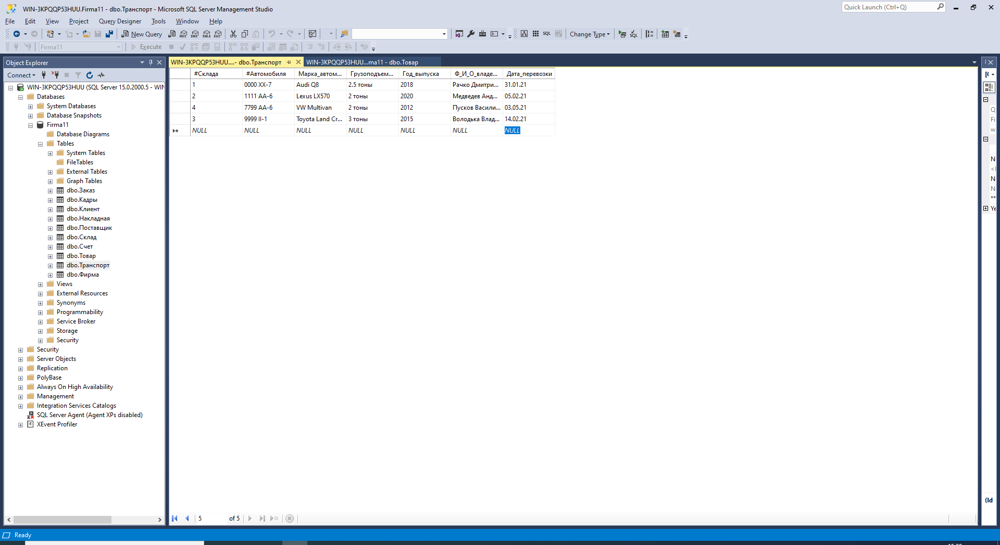 WIN-3KPQQP53HUU.Firma11 - dbo.Транспорт - Microsoft SQL Server Management Studio
Quick Launch (Ctrl+Q)
File Edit View Project Query Designer Tools Window Help
New Query MDX DMX XMLA DAX SQL Change Type SQL
Firma11 Execute
Object Explorer
WIN-3KPQQP53HUU....- dbo.Транспорт WIN-3KPQQP53HUU...ma11 - dbo.Товар
Connect
WIN-3KPQQP53HUU (SQL Server 15.0.2000.5 - WIN
Databases
System Databases
Database Snapshots
Firma11
Database Diagrams
Tables
System Tables
FileTables
External Tables
Graph Tables
dbo.Заказ
dbo.Кадры
dbo.Клиент
dbo.Накладная
dbo.Поставщик
dbo.Склад
dbo.Счет
dbo.Товар
dbo.Транспорт
dbo.Фирма
Views
External Resources
Synonyms
Programmability
Service Broker
Storage
Security
Security
Server Objects
Replication
PolyBase
Always On High Availability
Management
Integration Services Catalogs
SQL Server Agent (Agent XPs disabled)
XEvent Profiler
#Склада #Автомобиля Марка_автом... Грузоподъем... Год_выпуска Ф_И_О_владе... Дата_перевозки
1 0000 XX-7 Audi Q8 2.5 тоны 2018 Рачко Дмитри... 31.01.21
2 1111 AA-6 Lexus LX570 2 тоны 2020 Медведев Анд... 05.02.21
4 7799 AA-6 VW Multivan 2 тоны 2012 Пусков Васили... 03.05.21
3 9999 II-1 Toyota Land Cr... 3 тоны 2015 Володька Влад... 14.02.21
NULL NULL NULL NULL NULL NULL NULL
5 of 5
Q
Fi
w
N
<I
N
N
**
Ye
(Id
Ready